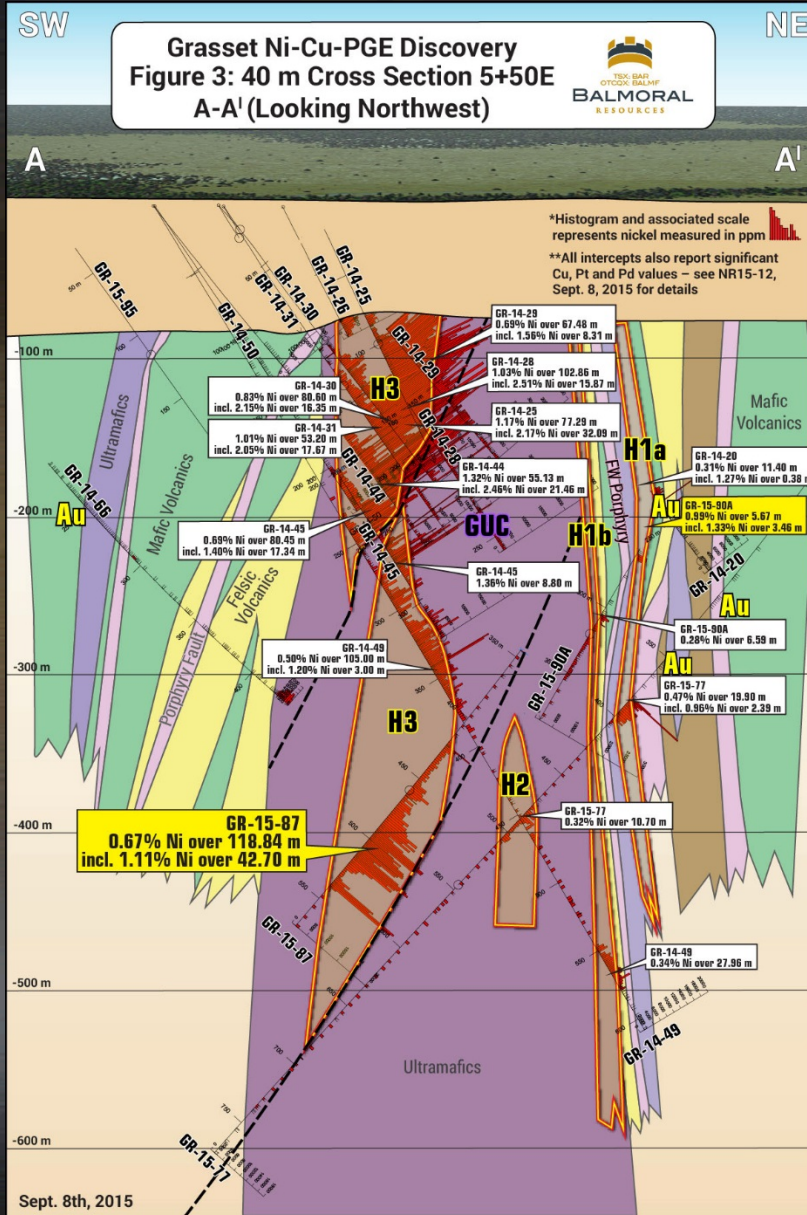 SW
NE
Grasset Ni-Cu-PGE Discovery
Figure 3: 40 m Cross Section 5+50E
A-A' (Looking Northwest)
TSX: BAR
OTCQX: BALMF
BALMORAL
RESOURCES
A
A'
*Histogram and associated scale
represents nickel measured in ppm
**All intercepts also report significant
Cu, Pt and Pd values – see NR15-12,
Sept. 8, 2015 for details
GR-15-95
GR-14-50
GR-14-31
GR-14-30
GR-14-26
GR-14-25
-100 m
GR-14-29
GR-14-29
0.69% Ni over 67.48 m
incl. 1.56% Ni over 8.31 m
GR-14-28
1.03% Ni over 102.86 m
incl. 2.51% Ni over 15.87 m
GR-14-30
0.83% Ni over 80.60 m
incl. 2.15% Ni over 16.35 m
H3
GR-14-25
1.17% Ni over 77.29 m
incl. 2.17% Ni over 32.09 m
GR-14-31
1.01% Ni over 53.20 m
incl. 2.05% Ni over 17.67 m
GR-14-28
Ultramafics
Mafic Volcanics
Mafic
Volcanics
H1a
GR-14-20
0.31% Ni over 11.40 m
incl. 1.27% Ni over 0.38 m
GR-14-44
GR-14-44
1.32% Ni over 55.13 m
incl. 2.46% Ni over 21.46 m
FW Porphyry
GR-14-66
Au
-200 m
Au
GR-15-90A
0.99% Ni over 5.67 m
incl. 1.33% Ni over 3.46 m
GUC
H1b
GR-14-45
0.69% Ni over 80.45 m
incl. 1.40% Ni over 17.34 m
GR-14-45
GR-14-45
1.36% Ni over 8.80 m
GR-14-20
Au
Felsic
Volcanics
Porphyry Fault
GR-15-90A
0.28% Ni over 6.59 m
GR-14-49
0.50% Ni over 105.00 m
incl. 1.20% Ni over 3.00 m
GR-15-90A
Au
GR-15-77
0.47% Ni over 19.90 m
incl. 0.96% Ni over 2.39 m
-300 m
H3
H2
GR-15-77
0.32% Ni over 10.70 m
-400 m
GR-15-87
0.67% Ni over 118.84 m
incl. 1.11% Ni over 42.70 m
GR-15-87
GR-14-49
0.34% Ni over 27.96 m
-500 m
GR-14-49
Ultramafics
-600 m
GR-15-77
Sept. 8th, 2015